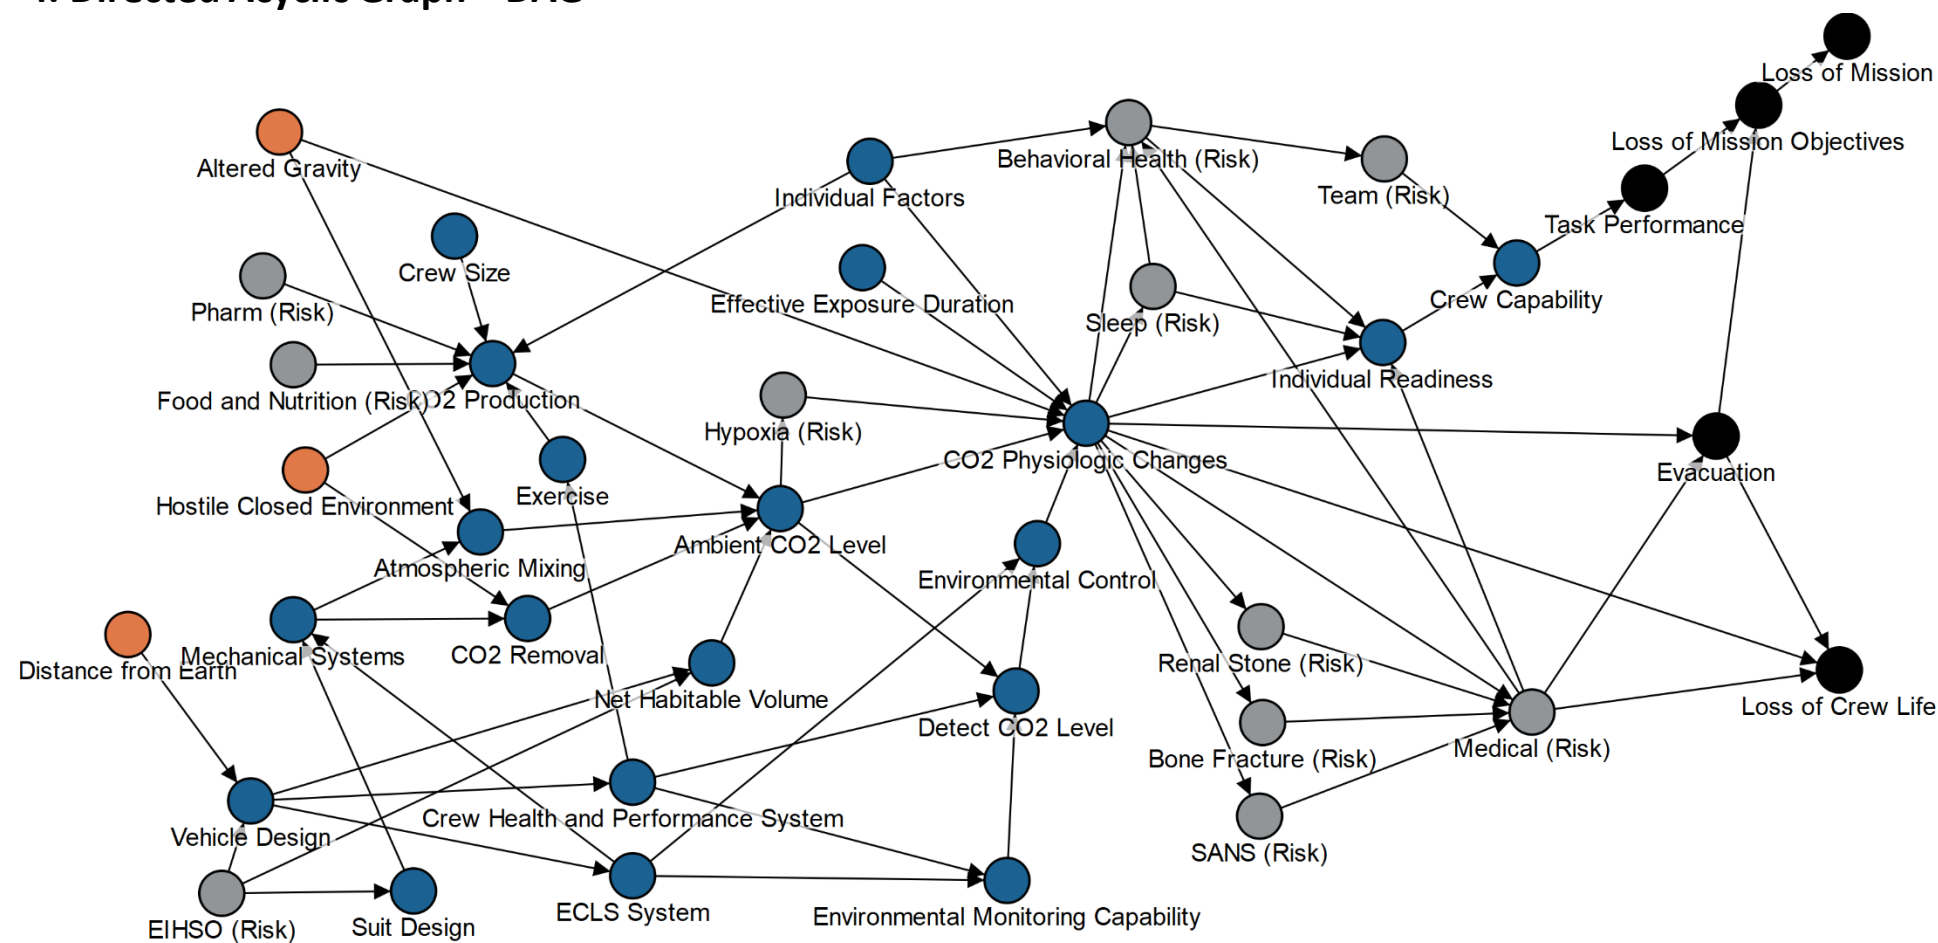 Loss of Mission
Loss of Mission Objectives
Behavioral Health (Risk)
Altered Gravity
Individual Factors
Team (Risk)
Task Performance
Crew Size
Pharm (Risk)
Effective Exposure Duration
Sleep (Risk)
Crew Capability
Food and Nutrition (Risk)
O2 Production
Hypoxia (Risk)
Individual Readiness
CO2 Physiologic Changes
Evacuation
Hostile Closed Environment
Exercise
Atmospheric Mixing
Ambient CO2 Level
Environmental Control
Distance from Earth
Mechanical Systems
CO2 Removal
Net Habitable Volume
Renal Stone (Risk)
Loss of Crew Life
Detect CO2 Level
Bone Fracture (Risk)
Medical (Risk)
Vehicle Design
Crew Health and Performance System
SANS (Risk)
EIHSO (Risk)
Suit Design
ECLS System
Environmental Monitoring Capability